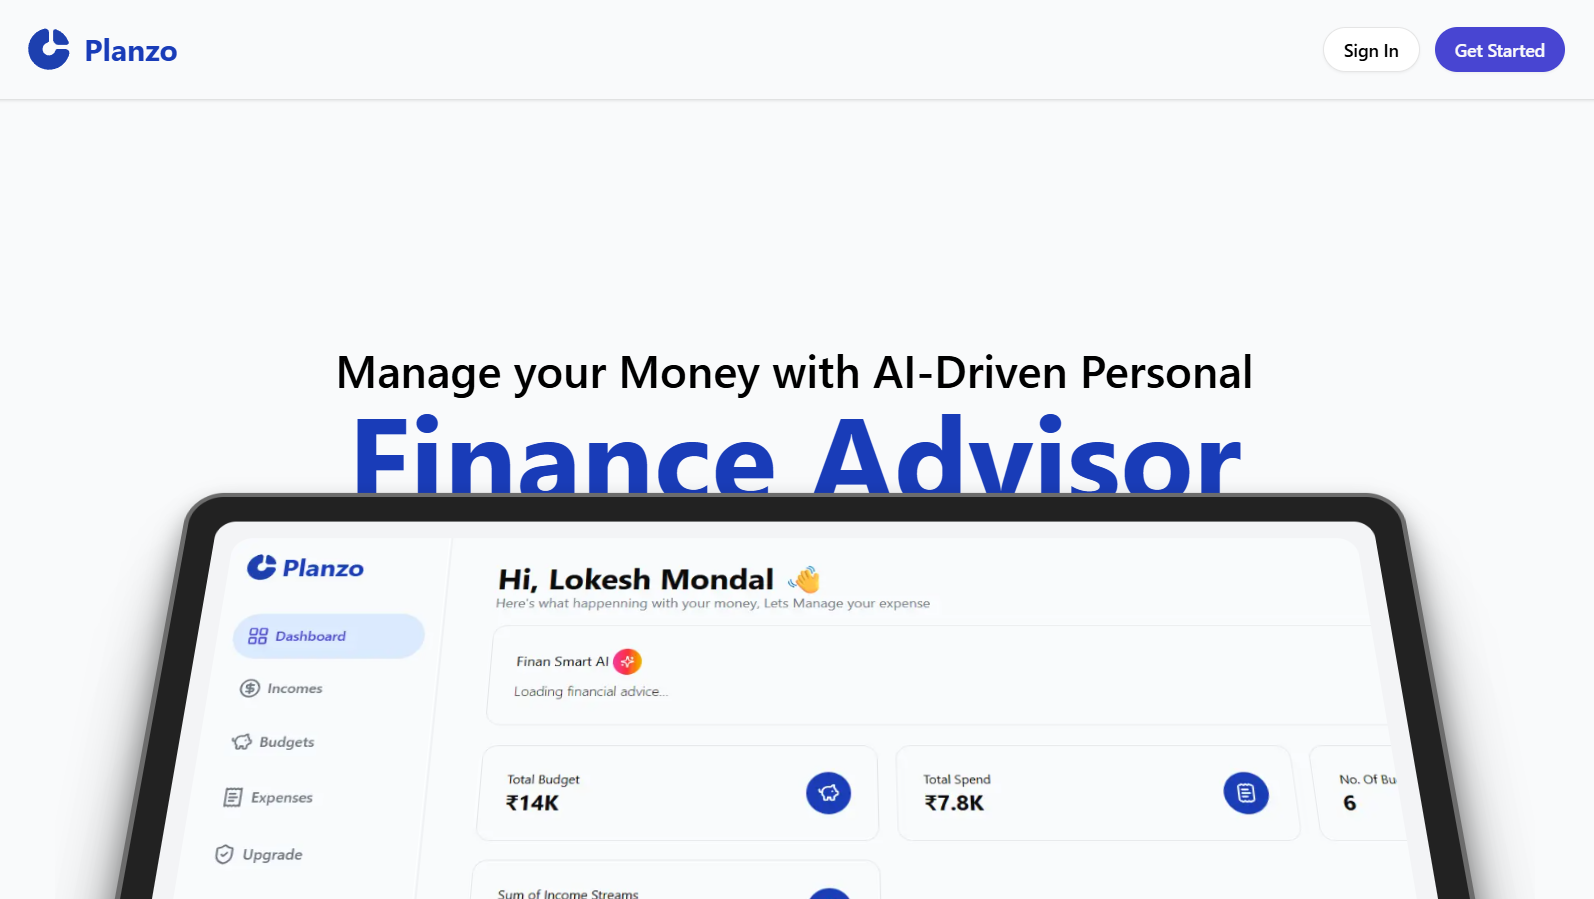 Planzo
Sign In
Get Started
Manage your Money with AI-Driven Personal
Finance Advisor
Planzo
Dashboard
Incomes
Budgets
Expenses
Upgrade
Hi, Lokesh Mondal 👋
Here's what happenning with your money, Lets Manage your expense
Finan Smart AI
Loading financial advice...
Total Budget
₹14K
Total Spend
₹7.8K
No. Of
6
Sum of Income Streams